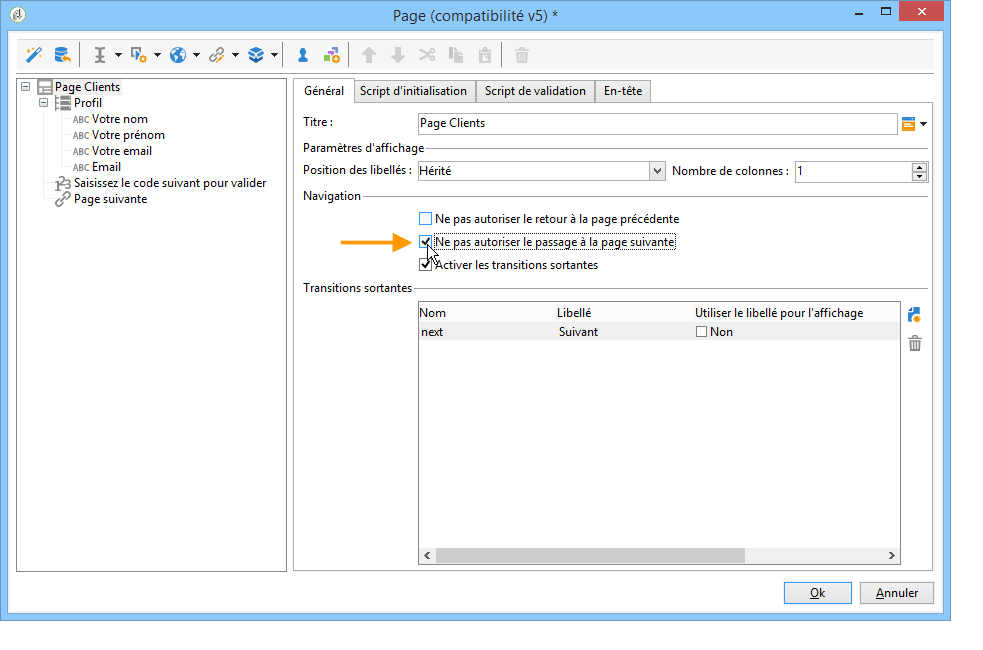 Page (compatibilité v5) *
Page Clients
Profil
ABC Votre nom
ABC Votre prénom
ABC Votre email
ABC Email
123 Saisissez le code suivant pour valider
Page suivante
Général Script d'initialisation Script de validation En-tête
Titre : Page Clients
Paramètres d'affichage
Position des libellés : Hérité Nombre de colonnes : 1
Navigation
Ne pas autoriser le retour à la page précédente
Ne pas autoriser le passage à la page suivante
Activer les transitions sortantes
Transitions sortantes
Nom Libellé Utiliser le libellé pour l'affichage
next Suivant Non
Ok Annuler